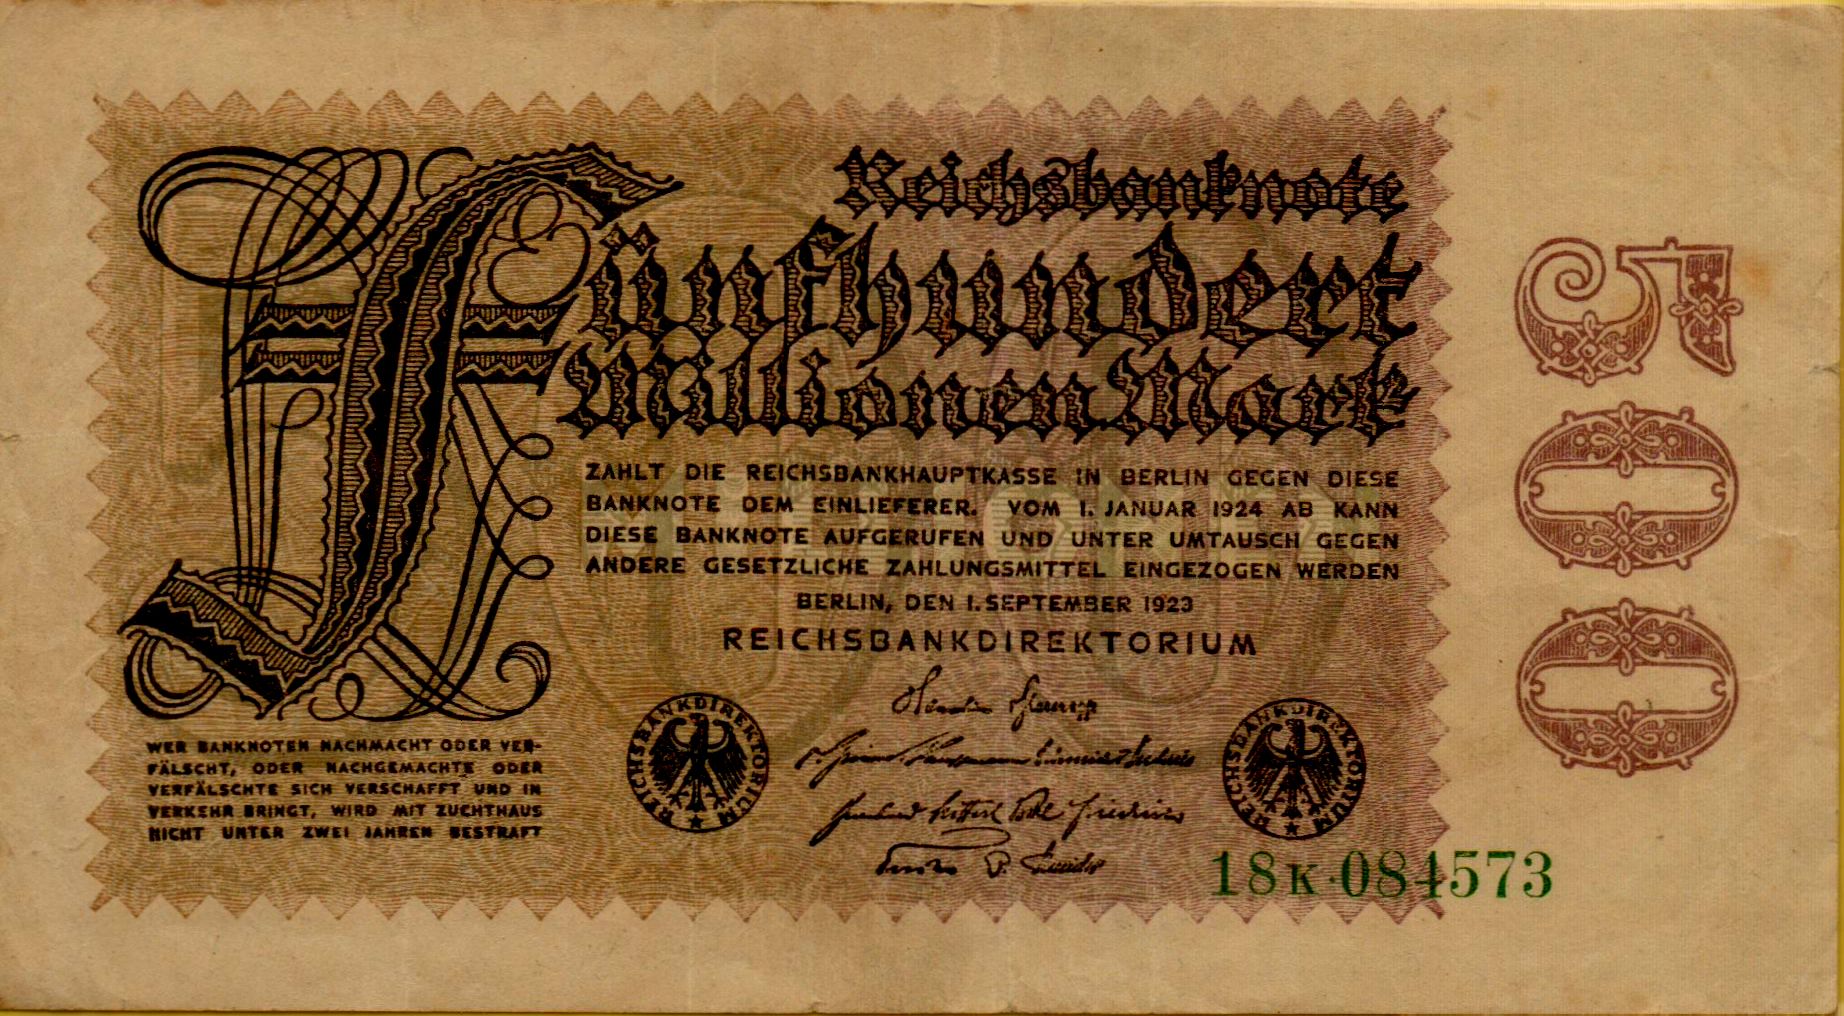 Reichsbanknote
Fünfhundert
Millionen Mark
ZAHLT DIE REICHSBANKHAUPTKASSE IN BERLIN GEGEN DIESE
BANKNOTE DEM EINLIEFERER. VOM 1. JANUAR 1924 AB KANN
DIESE BANKNOTE AUFGERUFEN UND UNTER UMTAUSCH GEGEN
ANDERE GESETZLICHE ZAHLUNGSMITTEL EINGEZOGEN WERDEN
BERLIN, DEN 1. SEPTEMBER 1923
REICHSBANKDIREKTORIUM
WER BANKNOTEN NACHMACHT ODER VER-
FÄLSCHT, ODER NACHGEMACHTE ODER
VERFÄLSCHTE SICH VERSCHAFFT UND IN
VERKEHR BRINGT, WIRD MIT ZUCHTHAUS
NICHT UNTER ZWEI JAHREN BESTRAFT
REICHSBANKDIREKTORIUM
REICHSBANKDIREKTORIUM
18K·084573
500